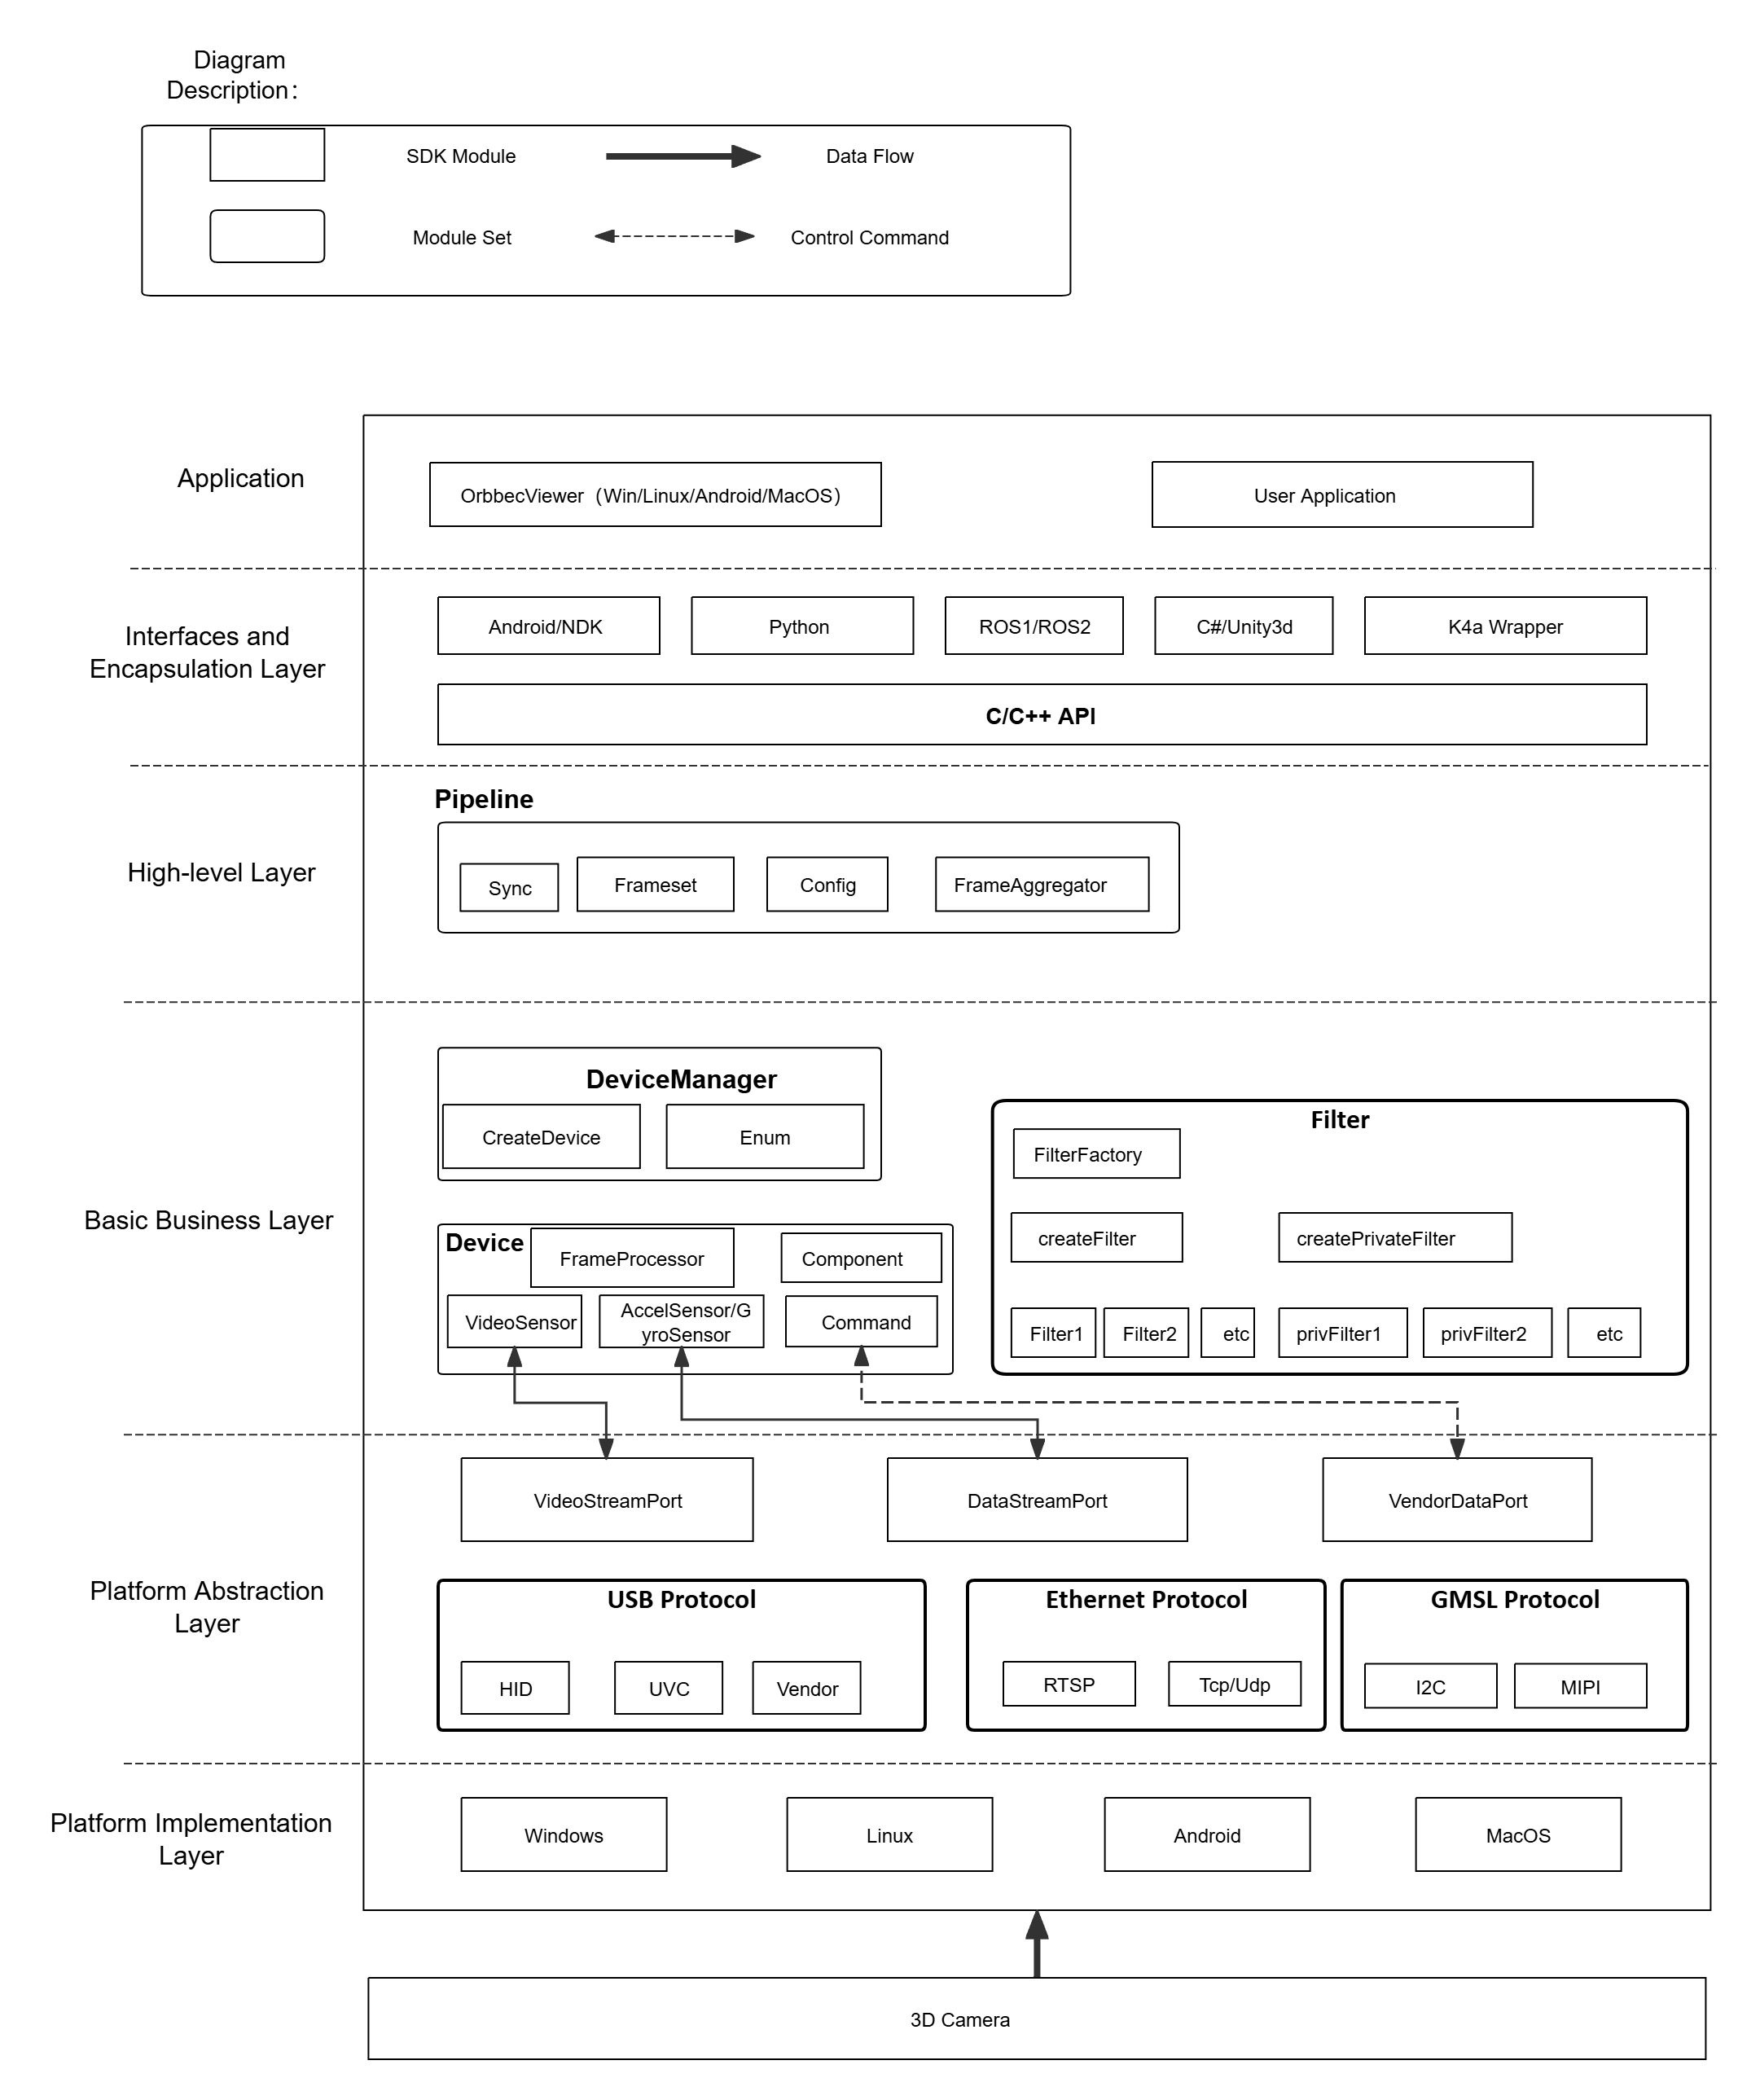 Diagram
Description：
SDK Module
Data Flow
Module Set
Control Command
Application
OrbbecViewer（Win/Linux/Android/MacOS）
User Application
Interfaces and
Encapsulation Layer
Android/NDK
Python
ROS1/ROS2
C#/Unity3d
K4a Wrapper
C/C++ API
High-level Layer
Pipeline
Sync
Frameset
Config
FrameAggregator
Basic Business Layer
DeviceManager
CreateDevice
Enum
Device
FrameProcessor
Component
VideoSensor
AccelSensor/G
yroSensor
Command
Filter
FilterFactory
createFilter
createPrivateFilter
Filter1
Filter2
etc
privFilter1
privFilter2
etc
Platform Abstraction
Layer
VideoStreamPort
DataStreamPort
VendorDataPort
USB Protocol
HID
UVC
Vendor
Ethernet Protocol
RTSP
Tcp/Udp
GMSL Protocol
I2C
MIPI
Platform Implementation
Layer
Windows
Linux
Android
MacOS
3D Camera